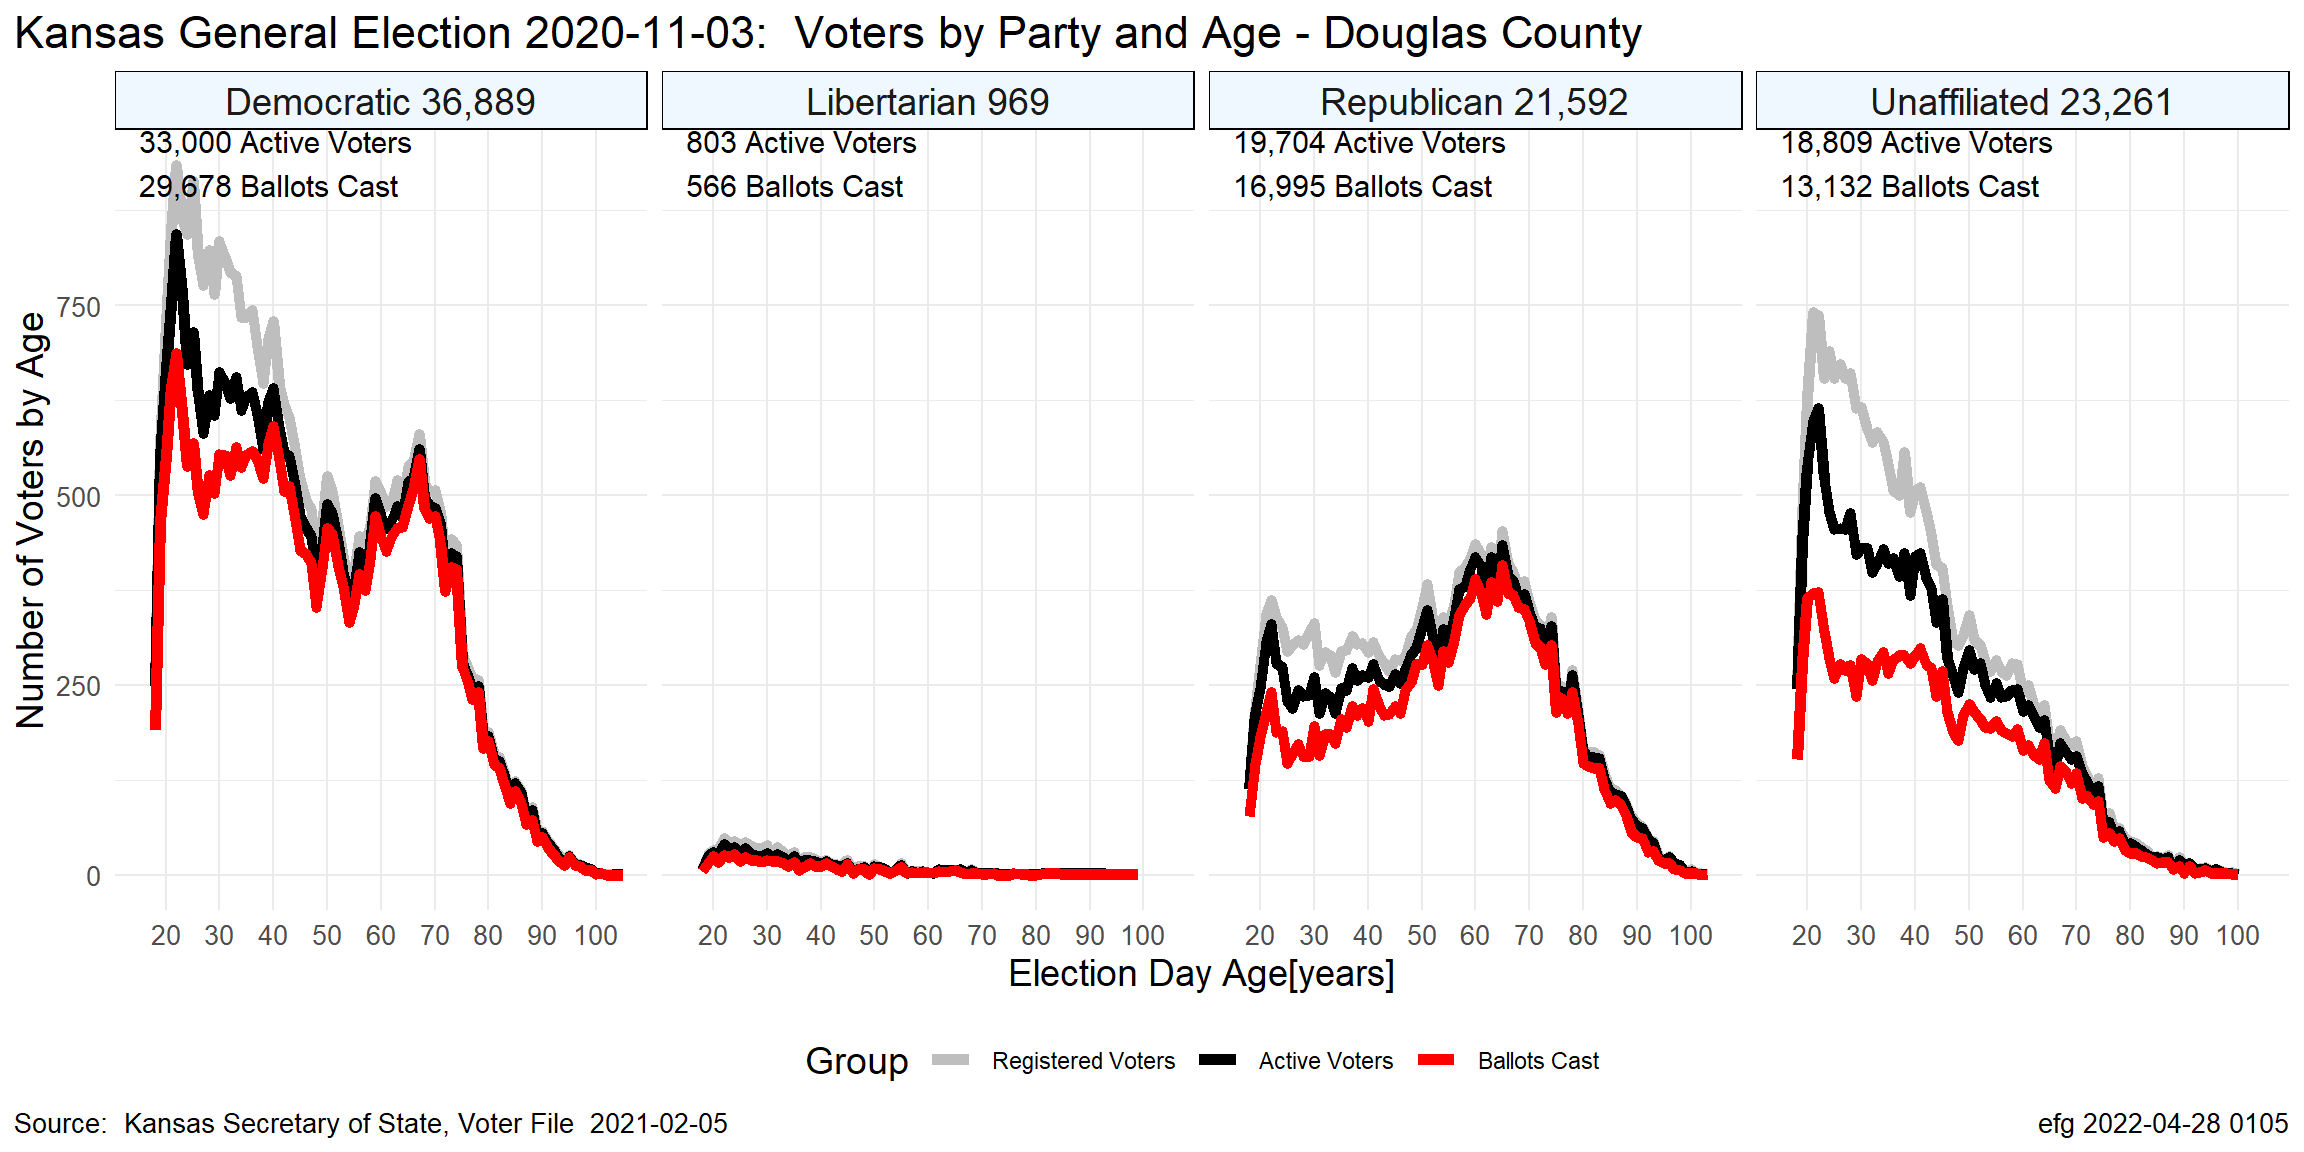 Kansas General Election 2020-11-03:  Voters by Party and Age - Douglas County
Democratic 36,889
Libertarian 969
Republican 21,592
Unaffiliated 23,261
33,000 Active Voters
29,678 Ballots Cast
803 Active Voters
566 Ballots Cast
19,704 Active Voters
16,995 Ballots Cast
18,809 Active Voters
13,132 Ballots Cast
Number of Voters by Age
750
500
250
0
20 30 40 50 60 70 80 90 100
20 30 40 50 60 70 80 90 100
20 30 40 50 60 70 80 90 100
20 30 40 50 60 70 80 90 100
Election Day Age[years]
Group Registered Voters Active Voters Ballots Cast
Source:  Kansas Secretary of State, Voter File  2021-02-05
efg 2022-04-28 0105